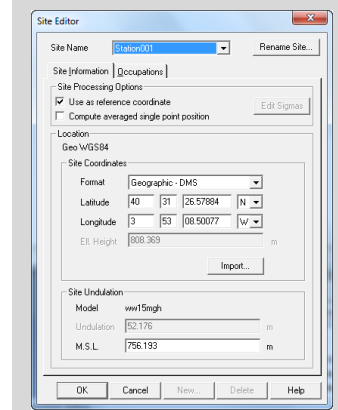 Site Editor
Site Name Station001 Rename Site...
Site Information Occupations
Site Processing Options
Use as reference coordinate Edit Sigmas
Compute averaged single point position
Location
Geo WGS84
Site Coordinates
Format Geographic - DMS
Latitude 40 31 26.57884 N
Longitude 3 53 08.50077 W
Ell. Height 808.369 m
Import...
Site Undulation
Model ww15mgh
Undulation 52.176 m
M.S.L. 756.193 m
OK Cancel New... Delete Help